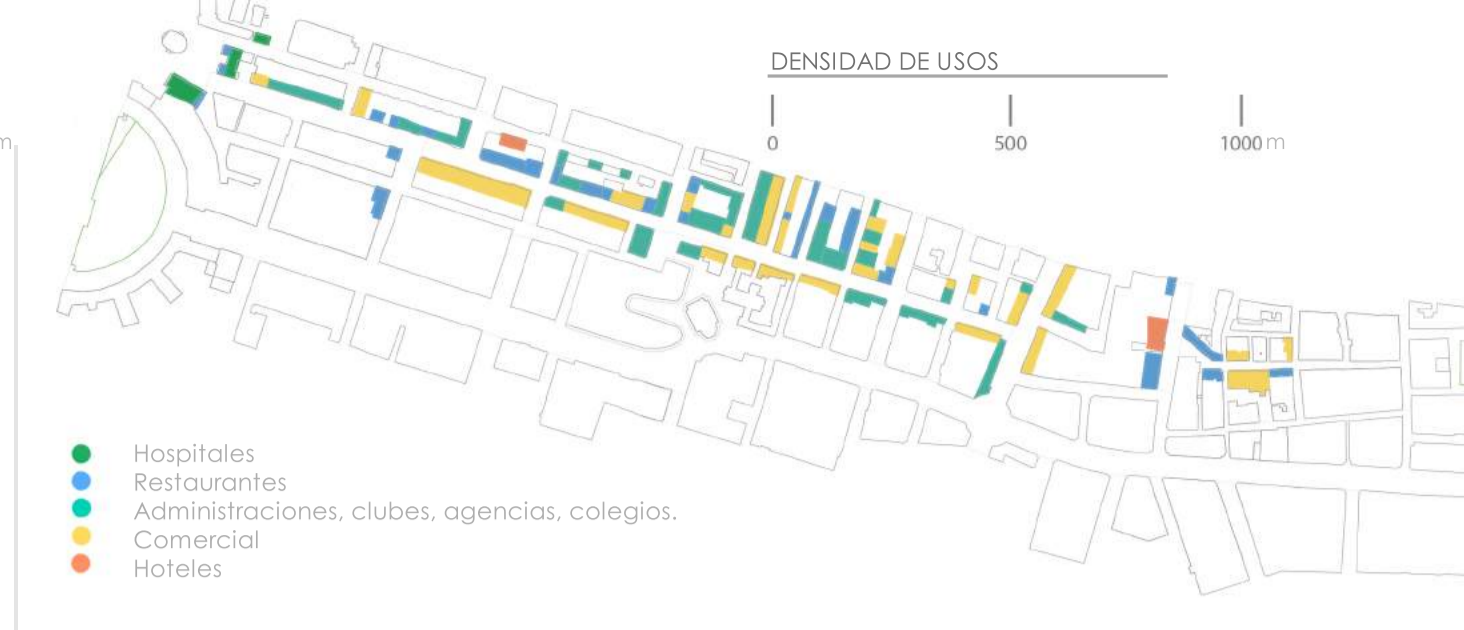 DENSIDAD DE USOS
0
500
1000 m
m
Hospitales
Restaurantes
Administraciones, clubes, agencias, colegios.
Comercial
Hoteles